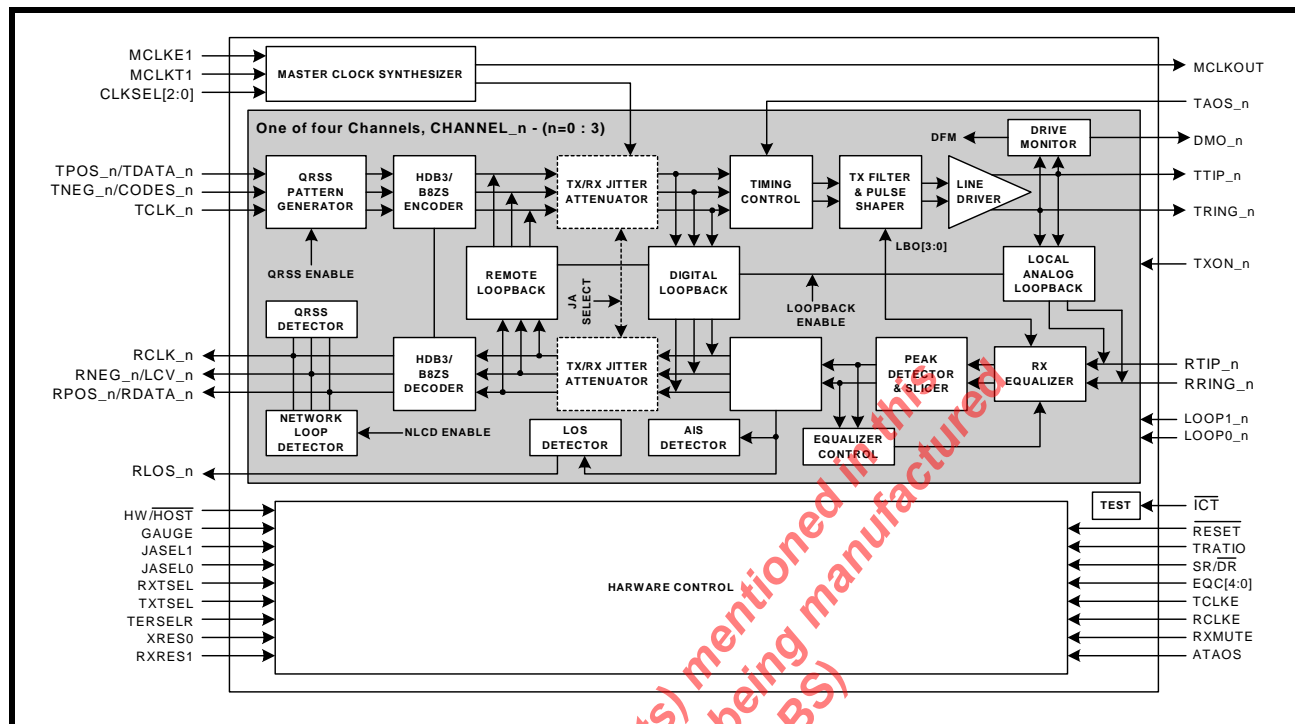 MCLKE1
MCLKT1
CLKSEL[2:0]
MASTER CLOCK SYNTHESIZER
MCLKOUT
TAOS_n
One of four Channels, CHANNEL_n - (n=0 : 3)
DFM
DRIVE
MONITOR
DMO_n
TPOS_n/TDATA_n
TNEG_n/CODES_n
TCLK_n
QRSS
PATTERN
GENERATOR
HDB3/
B8ZS
ENCODER
TX/RX JITTER
ATTENUATOR
TIMING
CONTROL
TX FILTER
& PULSE
SHAPER
LINE
DRIVER
TTIP_n
TRING_n
QRSS ENABLE
REMOTE
LOOPBACK
JA
SELECT
DIGITAL
LOOPBACK
LOOPBACK
ENABLE
LBO[3:0]
LOCAL
ANALOG
LOOPBACK
TXON_n
QRSS
DETECTOR
RCLK_n
RNEG_n/LCV_n
RPOS_n/RDATA_n
HDB3/
B8ZS
DECODER
TX/RX JITTER
ATTENUATOR
PEAK
DETECTOR
& SLICER
RX
EQUALIZER
RTIP_n
RRING_n
NETWORK
LOOP
DETECTOR
NLCD ENABLE
LOS
DETECTOR
AIS
DETECTOR
EQUALIZER
CONTROL
LOOP1_n
LOOP0_n
RLOS_n
HW/HOST
GAUGE
JASEL1
JASEL0
RXTSEL
TXTSEL
TERSELR
XRES0
RXRES1
HARWARE CONTROL
TEST
ICT
RESET
TRATIO
SR/DR
EQC[4:0]
TCLKE
RCLKE
RXMUTE
ATAOS
ts) mentioned in this
being manufactured
BS)